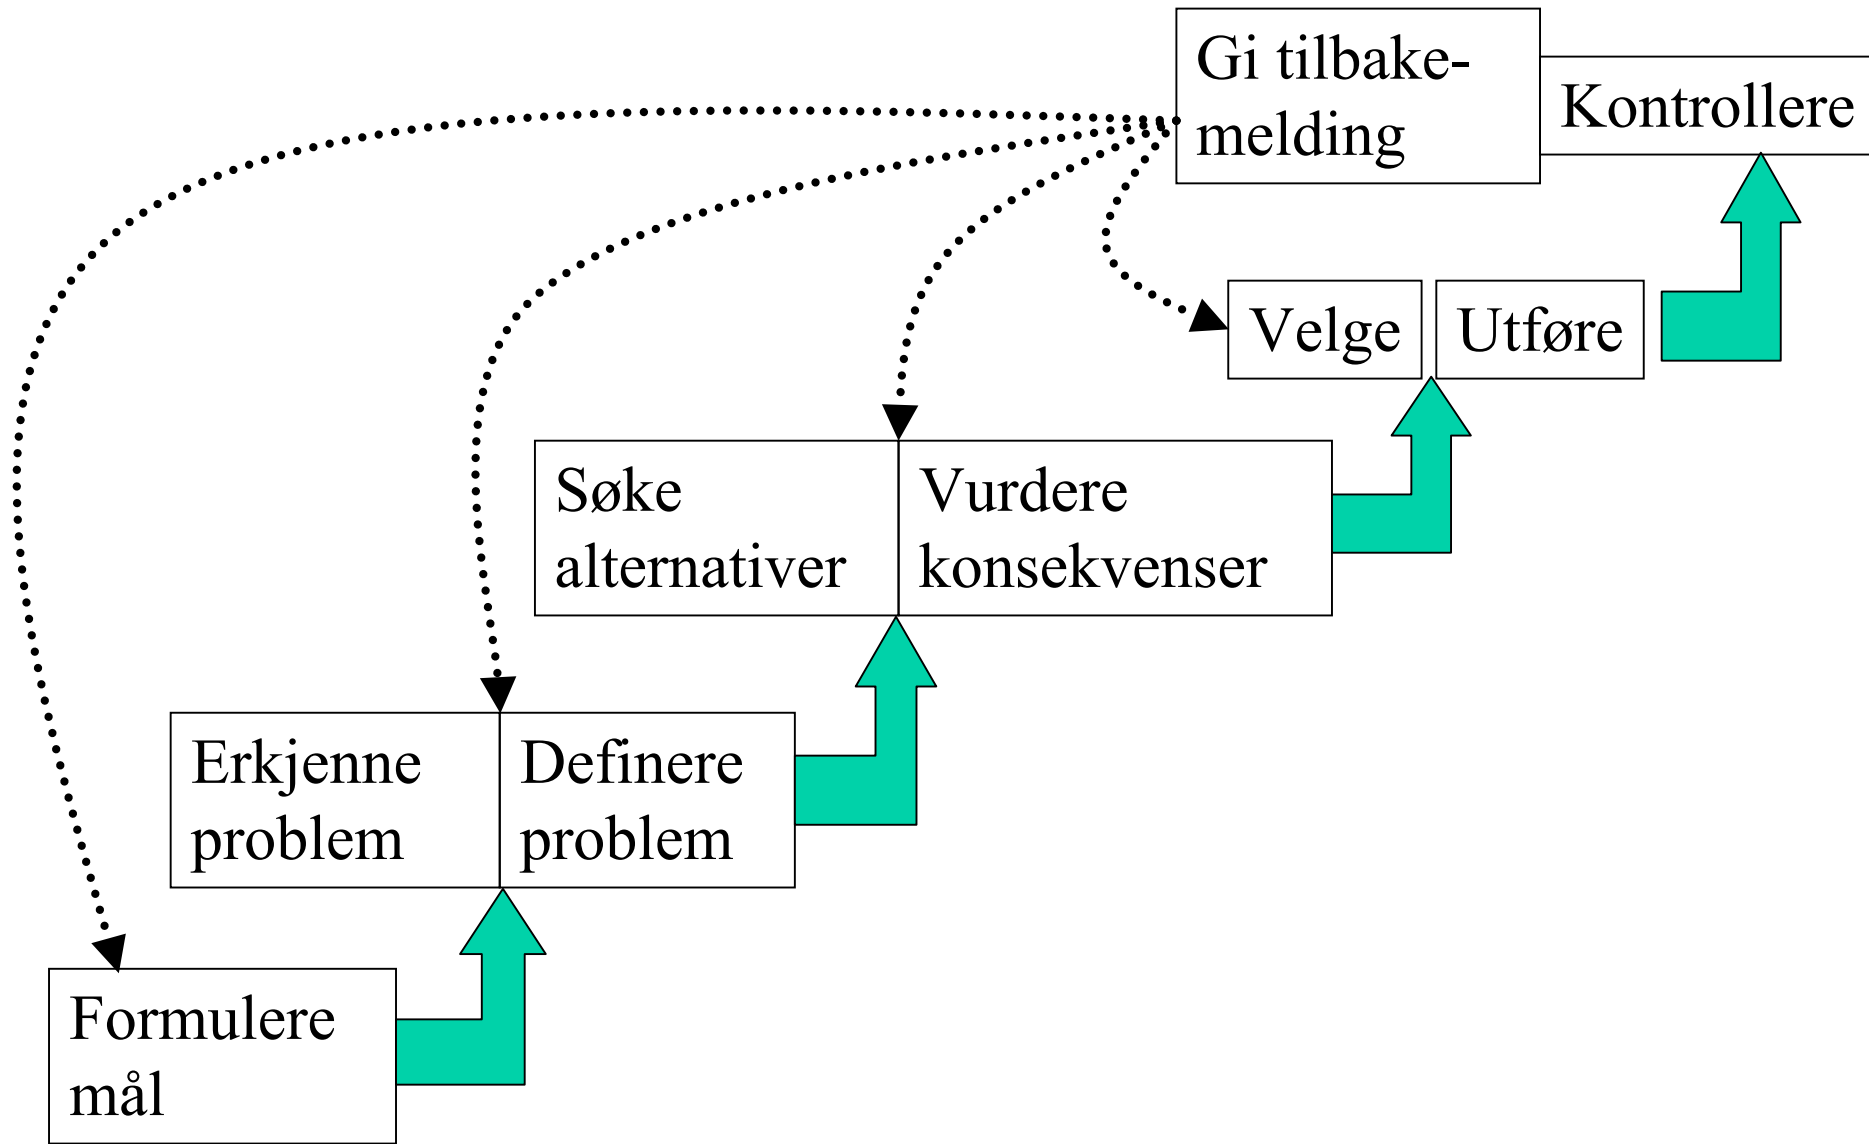 Gi tilbake-
melding
Kontrollere
Velge
Utføre
Søke
alternativer
Vurdere
konsekvenser
Erkjenne
problem
Definere
problem
Formulere
mål